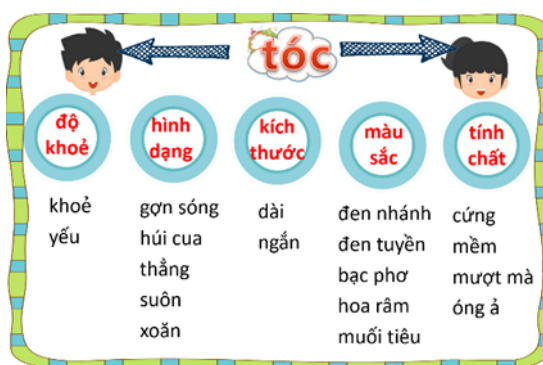 tóc
độ
khoẻ
hình
dạng
kích
thước
màu
sắc
tính
chất
khoẻ
yếu
gợn sóng
húi cua
thẳng
suôn
xoăn
dài
ngắn
đen nhánh
đen tuyền
bạc phơ
hoa râm
muối tiêu
cứng
mềm
mượt mà
óng ả